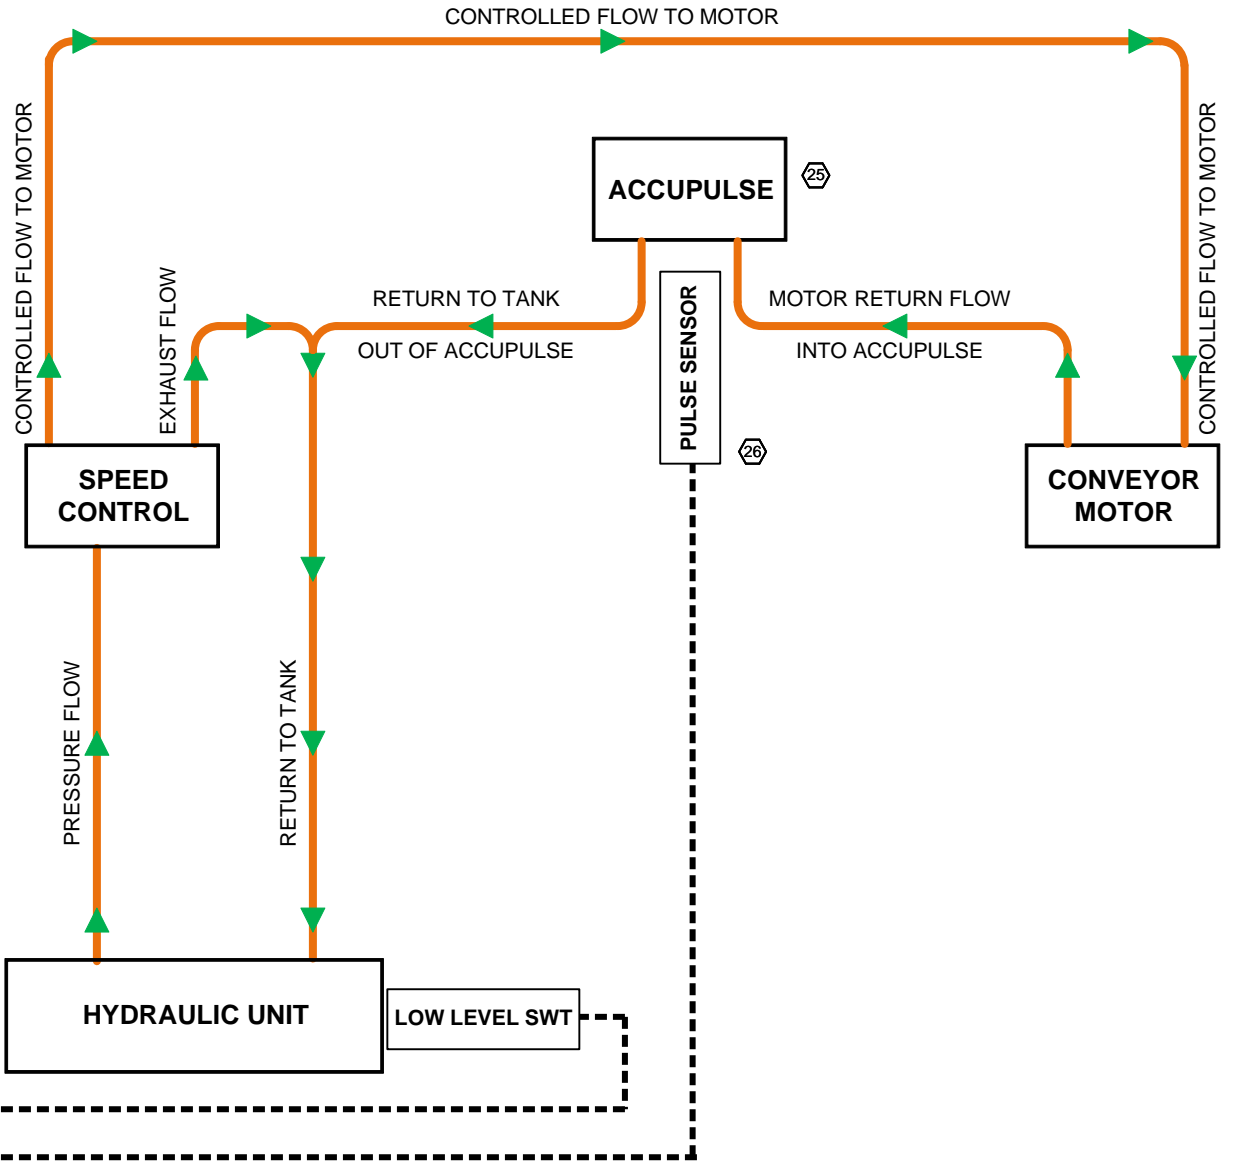 CONTROLLED FLOW TO MOTOR
CONTROLLED FLOW TO MOTOR
CONTROLLED FLOW TO MOTOR
ACCUPULSE
25
EXHAUST FLOW
RETURN TO TANK
OUT OF ACCUPULSE
PULSE SENSOR
MOTOR RETURN FLOW
INTO ACCUPULSE
26
SPEED
CONTROL
CONVEYOR
MOTOR
PRESSURE FLOW
RETURN TO TANK
HYDRAULIC UNIT
LOW LEVEL SWT